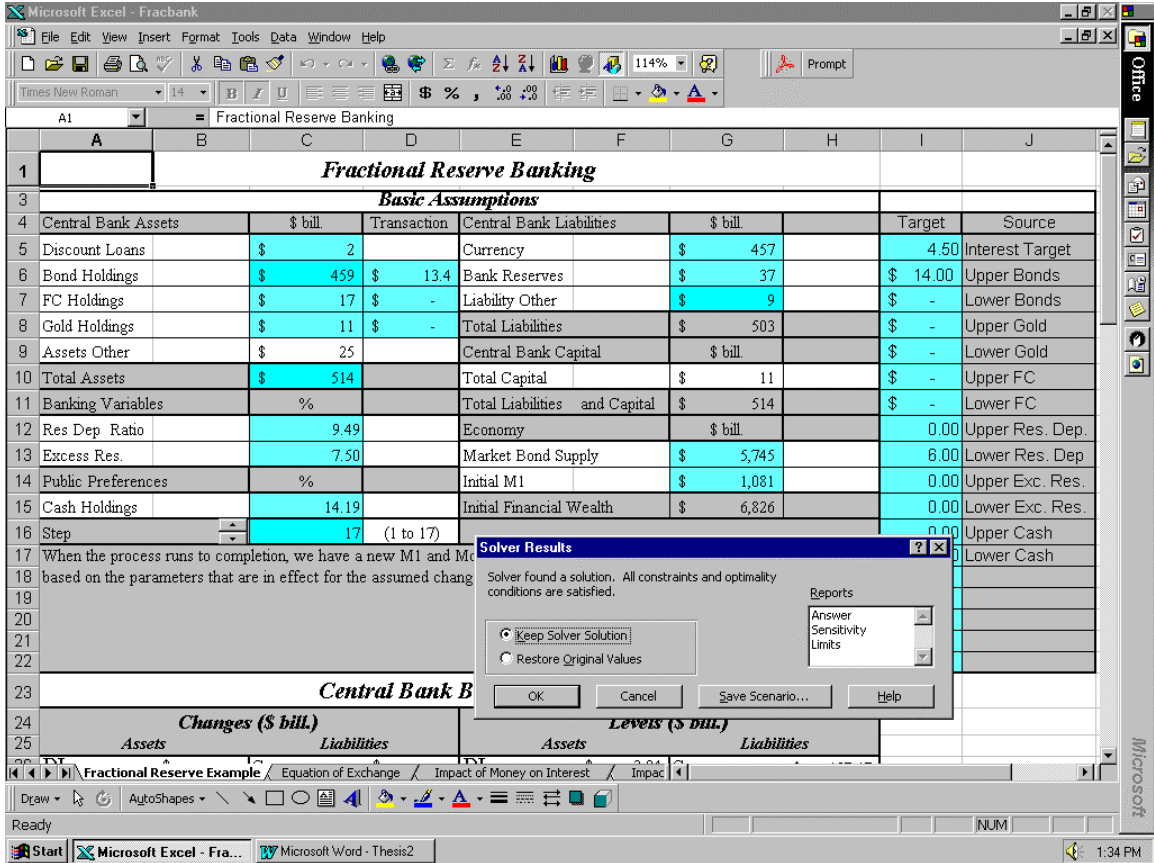 Microsoft Excel - Fracbank
File Edit View Insert Format Tools Data Window Help
114% Prompt
Times New Roman 14 B I U $ % ,
A1 = Fractional Reserve Banking
A B C D E F G H I J
1 Fractional Reserve Banking
3 Basic Assumptions
4 Central Bank Assets $ bill. Transaction Central Bank Liabilities $ bill. Target Source
5 Discount Loans $ 2 Currency $ 457 4.50 Interest Target
6 Bond Holdings $ 459 $ 13.4 Bank Reserves $ 37 $ 14.00 Upper Bonds
7 FC Holdings $ 17 $ - Liability Other $ 9 $ - Lower Bonds
8 Gold Holdings $ 11 $ - Total Liabilities $ 503 $ - Upper Gold
9 Assets Other $ 25 Central Bank Capital $ bill. $ - Lower Gold
10 Total Assets $ 514 Total Capital $ 11 $ - Upper FC
11 Banking Variables % Total Liabilities and Capital $ 514 $ - Lower FC
12 Res Dep Ratio 9.49 Economy $ bill. 0.00 Upper Res. Dep.
13 Excess Res. 7.50 Market Bond Supply $ 5,745 6.00 Lower Res. Dep
14 Public Preferences % Initial M1 $ 1,081 0.00 Upper Exc. Res.
15 Cash Holdings 14.19 Initial Financial Wealth $ 6,826 0.00 Lower Exc. Res.
16 Step 17 (1 to 17) 0.00 Upper Cash
17 When the process runs to completion, we have a new M1 and Mo Lower Cash
18 based on the parameters that are in effect for the assumed chang
19
20
21
22
Solver Results
Solver found a solution. All constraints and optimality
conditions are satisfied.
Reports
Answer
Sensitivity
Limits
Keep Solver Solution
Restore Original Values
OK Cancel Save Scenario... Help
23 Central Bank B
24 Changes ($ bill.) Levels ($ bill.)
25 Assets Liabilities Assets Liabilities
Fractional Reserve Example Equation of Exchange Impact of Money on Interest Impac
Draw AutoShapes
Ready NUM
Start Microsoft Excel - Fra... Microsoft Word - Thesis2 1:34 PM
Office
Microsoft